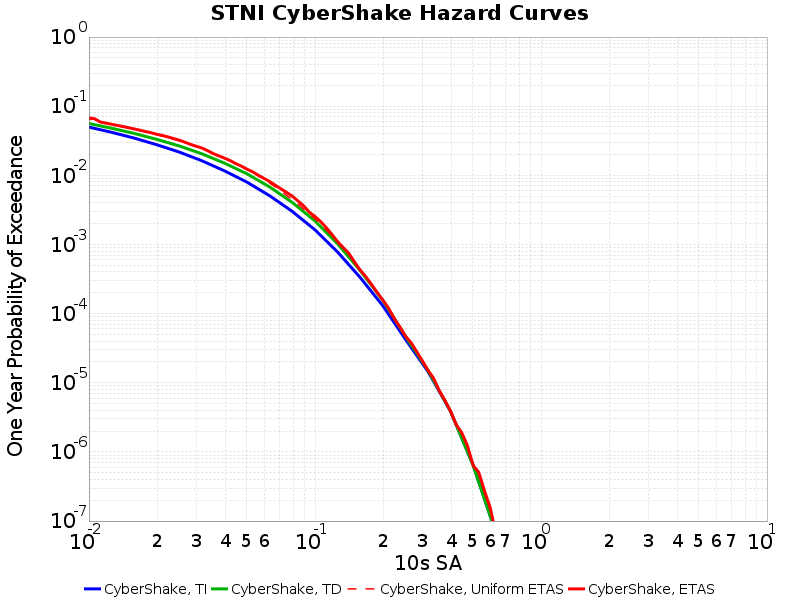 STNI CyberShake Hazard Curves
One Year Probability of Exceedance
10^0
10^-1
10^-2
10^-3
10^-4
10^-5
10^-6
10^-7
10^-2 2 3 4 5 6 10^-1 2 3 4 5 6 7 10^0 2 3 4 5 6 7 10^1
10s SA
CyberShake, TI CyberShake, TD CyberShake, Uniform ETAS CyberShake, ETAS